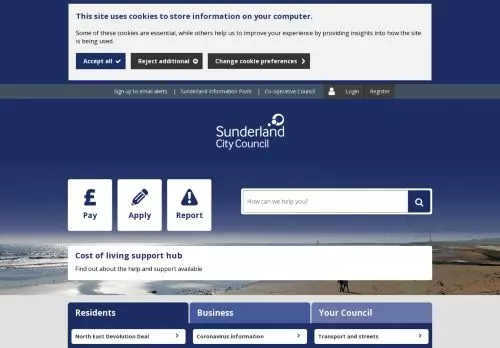 This site uses cookies to store information on your computer.
Some of these cookies are essential, while others help us to improve your experience by providing insights into how the site
is being used.
Accept all
Reject additional
Change cookie preferences
Sign up to email alerts | Sunderland Information Point | Co-operative Council
Login
Register
Sunderland
City Council
£
Pay
Apply
Report
How can we help you?
Cost of living support hub
Find out about the help and support available
Residents
Business
Your Council
North East Devolution Deal
Coronavirus information
Transport and streets